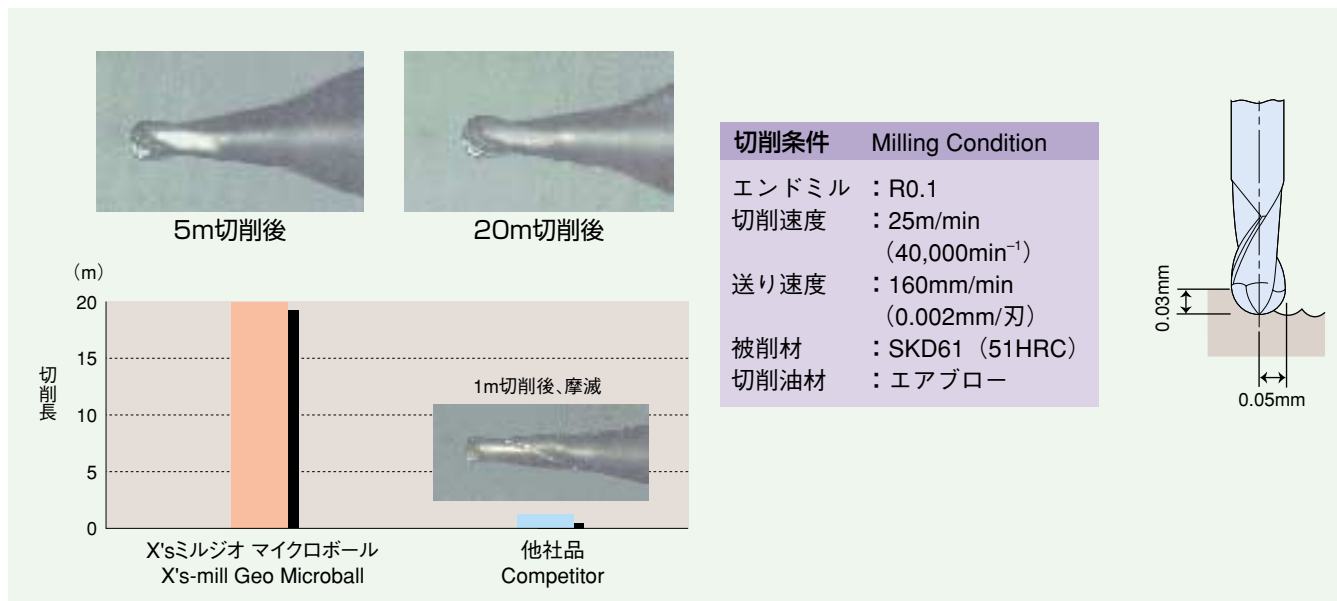 5m切削後
20m切削後
(m)
20
15
10
5
0
切削長
1m切削後、摩滅
X'sミルジオ マイクロボール
X's-mill Geo Microball
他社品
Competitor
切削条件 Milling Condition
エンドミル :R0.1
切削速度 :25m/min
(40,000min⁻¹)
送り速度 :160mm/min
(0.002mm/刃)
被削材 :SKD61(51HRC)
切削油材 :エアブロー
0.03mm
0.05mm